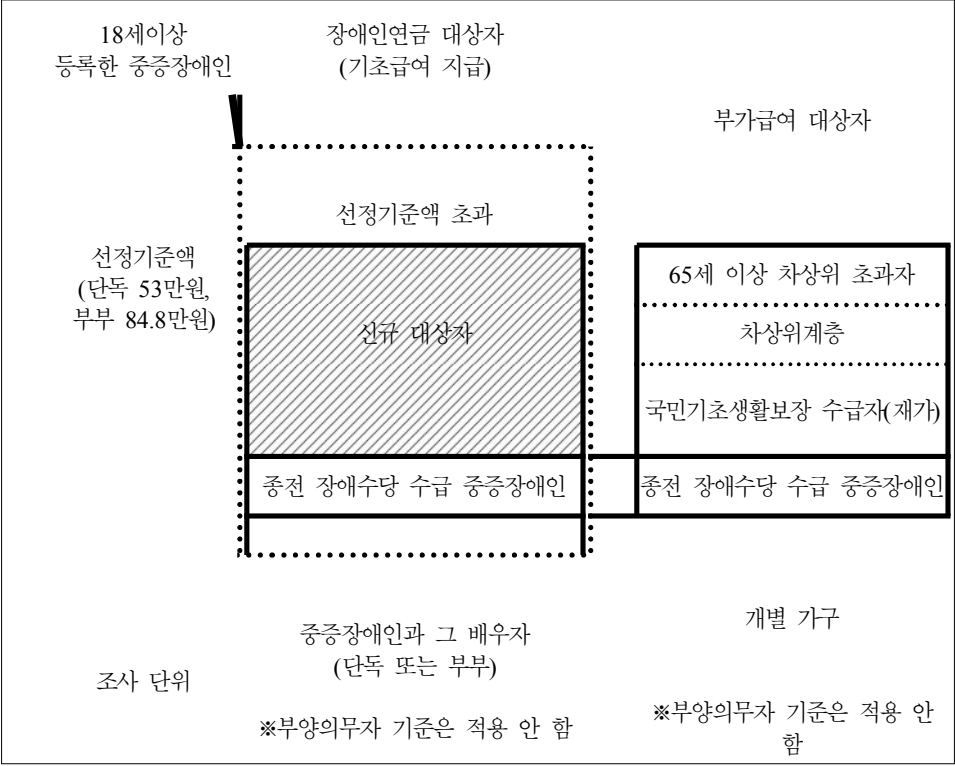 18세이상
등록한 중증장애인
장애인연금 대상자
(기초급여 지급)
부가급여 대상자
선정기준액 초과
선정기준액
(단독 53만원,
부부 84.8만원)
신규 대상자
65세 이상 차상위 초과자
차상위계층
국민기초생활보장 수급자(재가)
종전 장애수당 수급 중증장애인
종전 장애수당 수급 중증장애인
조사 단위
중증장애인과 그 배우자
(단독 또는 부부)
※부양의무자 기준은 적용 안 함
개별 가구
※부양의무자 기준은 적용 안
함